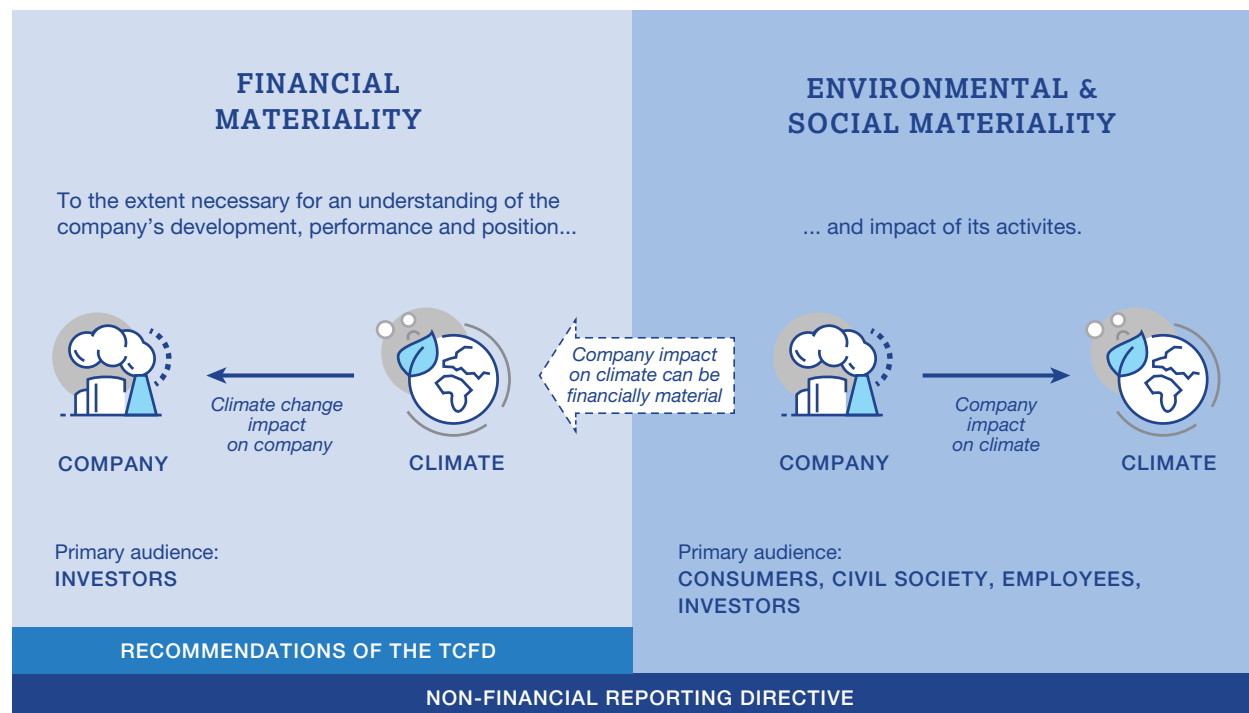 FINANCIAL
MATERIALITY
To the extent necessary for an understanding of the
company's development, performance and position...
COMPANY
Climate change
impact
on company
CLIMATE
Primary audience:
INVESTORS
RECOMMENDATIONS OF THE TCFD
Company impact
on climate can be
financially material
ENVIRONMENTAL &
SOCIAL MATERIALITY
... and impact of its activites.
COMPANY
Company
impact
on climate
CLIMATE
Primary audience:
CONSUMERS, CIVIL SOCIETY, EMPLOYEES,
INVESTORS
NON-FINANCIAL REPORTING DIRECTIVE